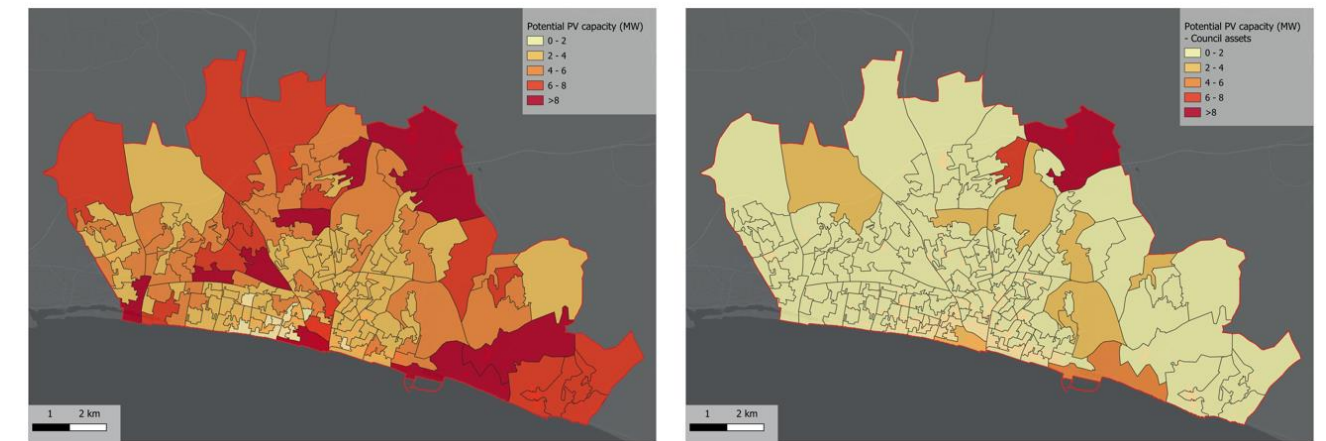 Potential PV capacity (MW)
0 - 2
2 - 4
4 - 6
6 - 8
>8
1 2 km
Potential PV capacity (MW)
- Council assets
0 - 2
2 - 4
4 - 6
6 - 8
>8
1 2 km